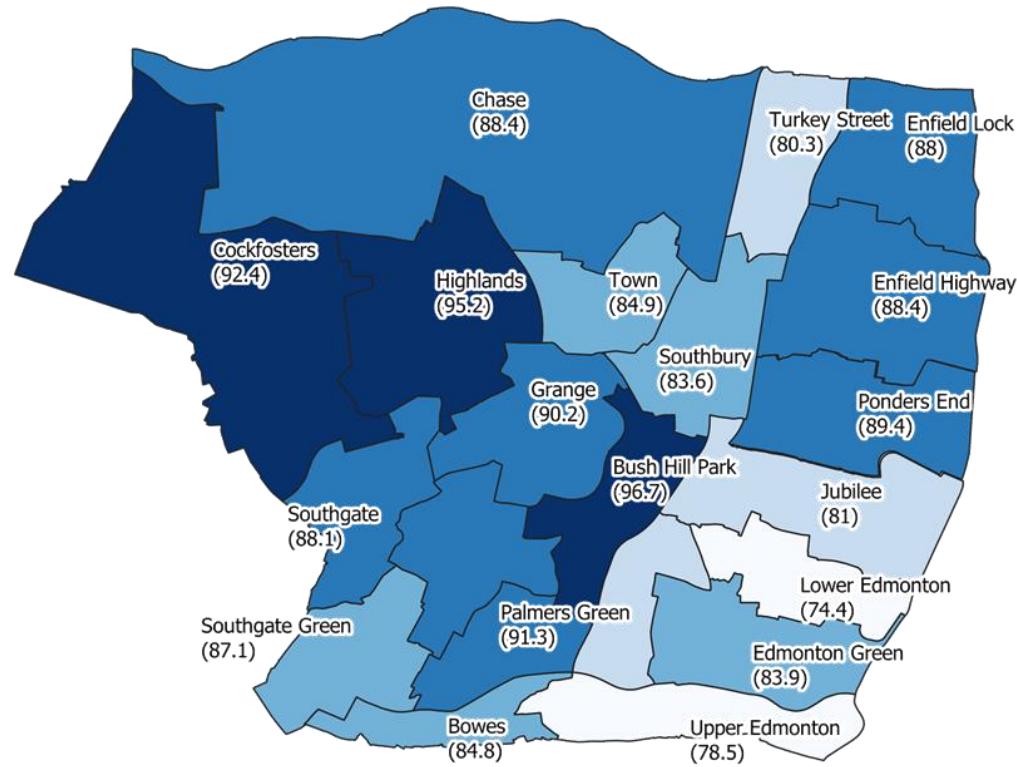 Chase
(88.4)
Turkey Street
(80.3)
Enfield Lock
(88)
Cockfosters
(92.4)
Highlands
(95.2)
Town
(84.9)
Enfield Highway
(88.4)
Southbury
(83.6)
Grange
(90.2)
Ponders End
(89.4)
Bush Hill Park
(96.7)
Jubilee
(81)
Southgate
(88.1)
Lower Edmonton
(74.4)
Palmers Green
(91.3)
Southgate Green
(87.1)
Edmonton Green
(83.9)
Bowes
(84.8)
Upper Edmonton
(78.5)